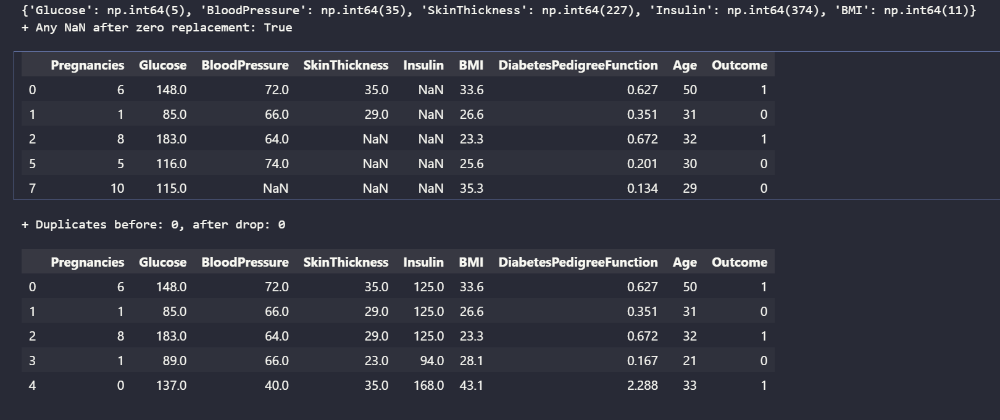 {'Glucose': np.int64(5), 'BloodPressure': np.int64(35), 'SkinThickness': np.int64(227), 'Insulin': np.int64(374), 'BMI': np.int64(11)}
+ Any NaN after zero replacement: True
Pregnancies Glucose BloodPressure SkinThickness Insulin BMI DiabetesPedigreeFunction Age Outcome
0 6 148.0 72.0 35.0 NaN 33.6 0.627 50 1
1 1 85.0 66.0 29.0 NaN 26.6 0.351 31 0
2 8 183.0 64.0 NaN NaN 23.3 0.672 32 1
5 5 116.0 74.0 NaN NaN 25.6 0.201 30 0
7 10 115.0 NaN NaN NaN 35.3 0.134 29 0
+ Duplicates before: 0, after drop: 0
Pregnancies Glucose BloodPressure SkinThickness Insulin BMI DiabetesPedigreeFunction Age Outcome
0 6 148.0 72.0 35.0 125.0 33.6 0.627 50 1
1 1 85.0 66.0 29.0 125.0 26.6 0.351 31 0
2 8 183.0 64.0 29.0 125.0 23.3 0.672 32 1
3 1 89.0 66.0 23.0 94.0 28.1 0.167 21 0
4 0 137.0 40.0 35.0 168.0 43.1 2.288 33 1